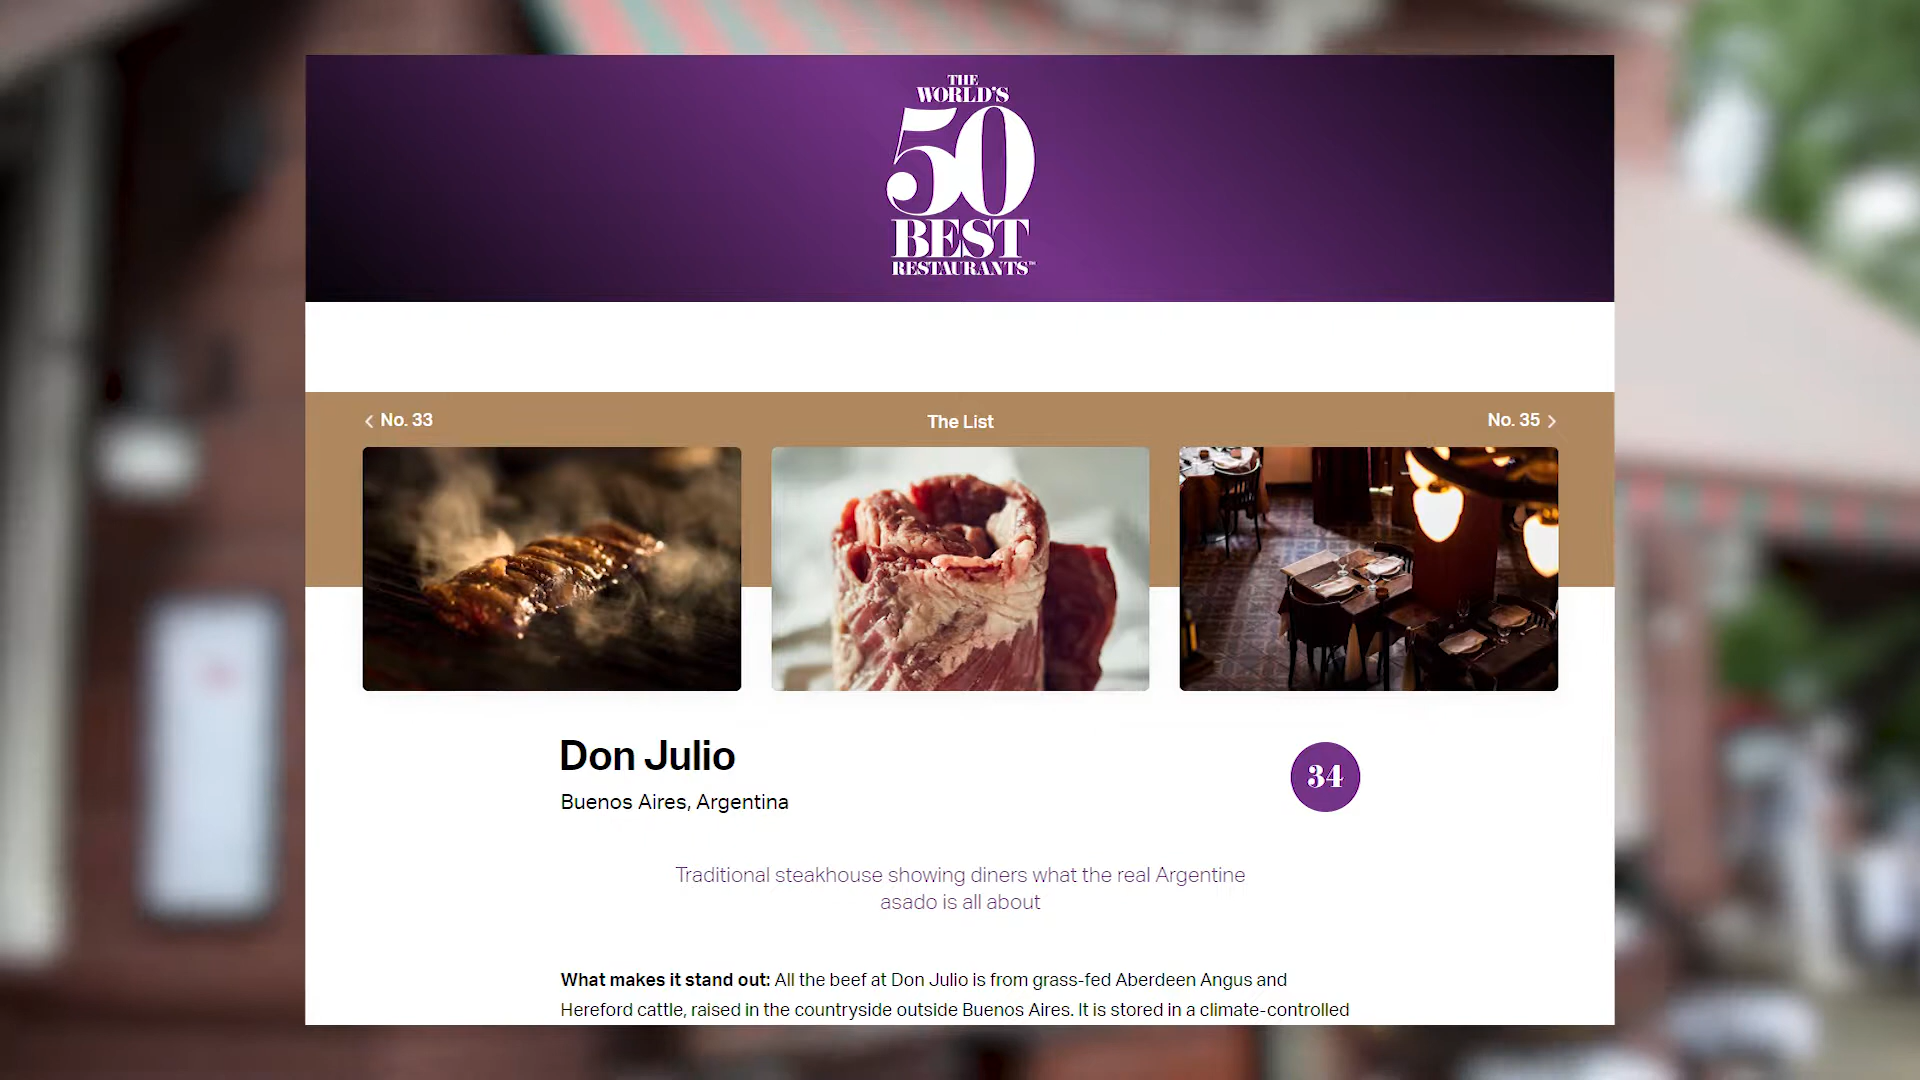 THE
WORLD'S
50
BEST
RESTAURANTS™
No. 33
The List
No. 35
Don Julio
34
Buenos Aires, Argentina
Traditional steakhouse showing diners what the real Argentine
asado is all about
What makes it stand out: All the beef at Don Julio is from grass-fed Aberdeen Angus and
Hereford cattle, raised in the countryside outside Buenos Aires. It is stored in a climate-controlled